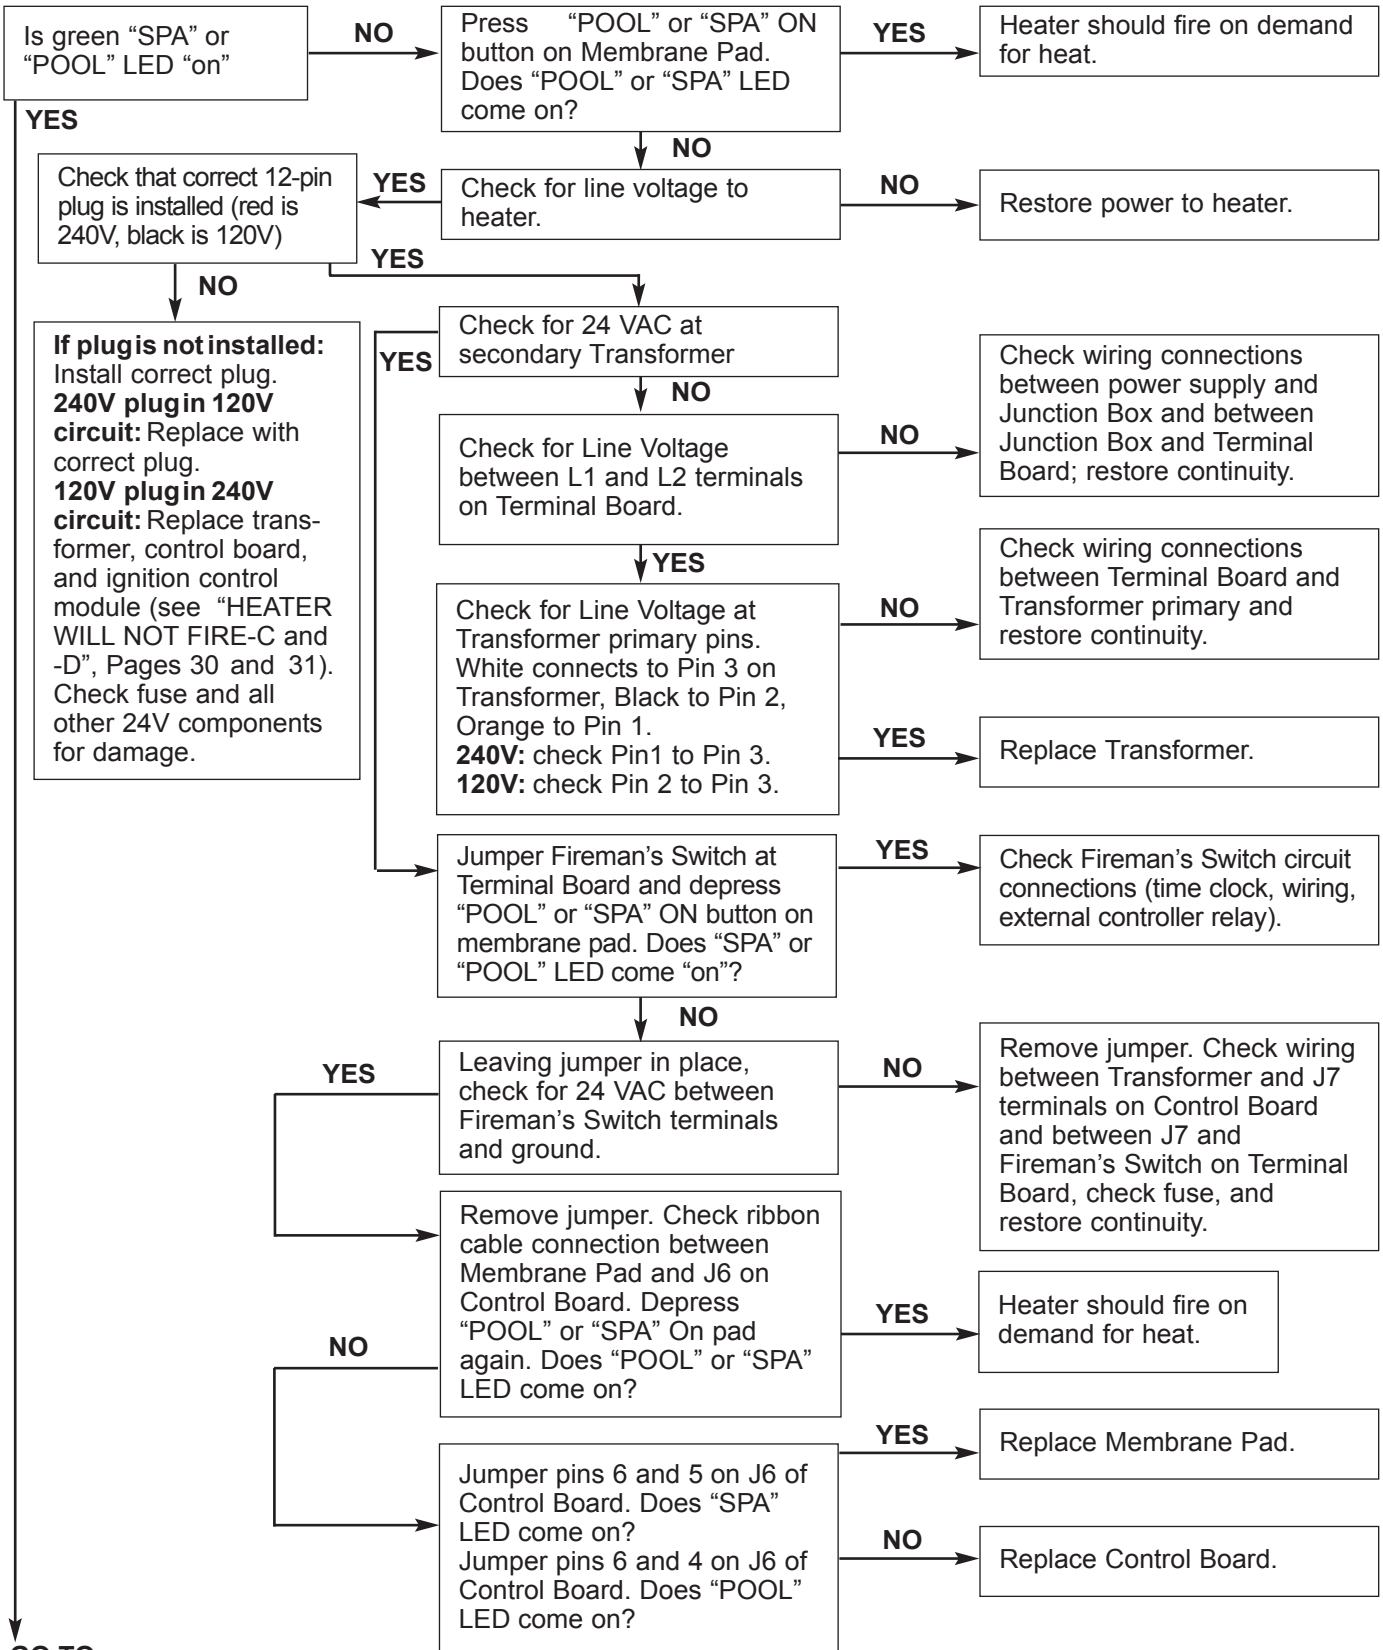 Is green “SPA” or
“POOL” LED “on”
NO
Press “POOL” or “SPA” ON
button on Membrane Pad.
Does “POOL” or “SPA” LED
come on?
YES
Heater should fire on demand
for heat.
YES
NO
Check that correct 12-pin
plug is installed (red is
240V, black is 120V)
YES
Check for line voltage to
heater.
NO
Restore power to heater.
YES
NO
If plug is not installed:
Install correct plug.
240V plug in 120V
circuit: Replace with
correct plug.
120V plug in 240V
circuit: Replace trans-
former, control board,
and ignition control
module (see “HEATER
WILL NOT FIRE-C and
-D”, Pages 30 and 31).
Check fuse and all
other 24V components
for damage.
YES
Check for 24 VAC at
secondary Transformer
NO
Check for Line Voltage
between L1 and L2 terminals
on Terminal Board.
NO
Check wiring connections
between power supply and
Junction Box and between
Junction Box and Terminal
Board; restore continuity.
YES
Check for Line Voltage at
Transformer primary pins.
White connects to Pin 3 on
Transformer, Black to Pin 2,
Orange to Pin 1.
240V: check Pin1 to Pin 3.
120V: check Pin 2 to Pin 3.
NO
Check wiring connections
between Terminal Board and
Transformer primary and
restore continuity.
YES
Replace Transformer.
Jumper Fireman’s Switch at
Terminal Board and depress
“POOL” or “SPA” ON button on
membrane pad. Does “SPA” or
“POOL” LED come “on”?
YES
Check Fireman’s Switch circuit
connections (time clock, wiring,
external controller relay).
NO
YES
Leaving jumper in place,
check for 24 VAC between
Fireman’s Switch terminals
and ground.
NO
Remove jumper. Check wiring
between Transformer and J7
terminals on Control Board
and between J7 and
Fireman’s Switch on Terminal
Board, check fuse, and
restore continuity.
Remove jumper. Check ribbon
cable connection between
Membrane Pad and J6 on
Control Board. Depress
“POOL” or “SPA” On pad
again. Does “POOL” or “SPA”
LED come on?
YES
Heater should fire on
demand for heat.
NO
Jumper pins 6 and 5 on J6 of
Control Board. Does “SPA”
LED come on?
Jumper pins 6 and 4 on J6 of
Control Board. Does “POOL”
LED come on?
YES
Replace Membrane Pad.
NO
Replace Control Board.
GO TO